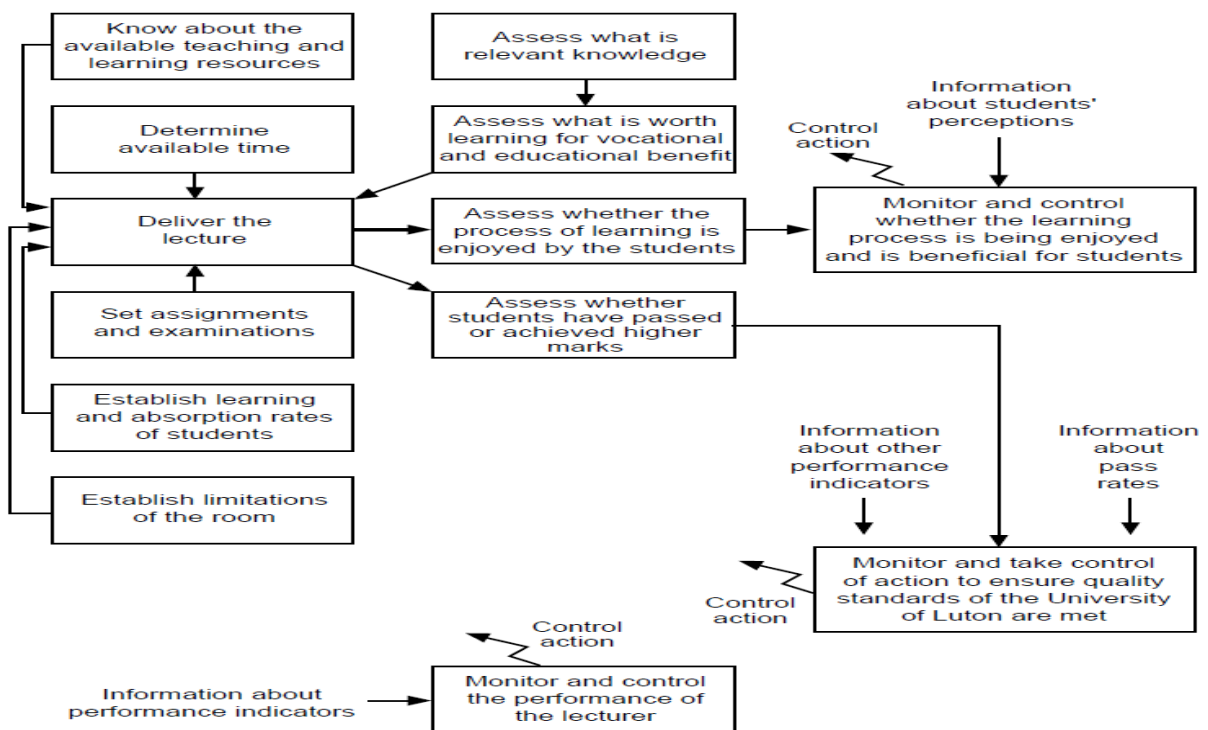 Know about the
available teaching and
learning resources
Assess what is
relevant knowledge
Determine
available time
Assess what is worth
learning for vocational
and educational benefit
Information
about students'
perceptions
Control
action
Deliver the
lecture
Assess whether the
process of learning is
enjoyed by the students
Monitor and control
whether the learning
process is being enjoyed
and is beneficial for students
Set assignments
and examinations
Assess whether
students have passed
or achieved higher
marks
Establish learning
and absorption rates
of students
Establish limitations
of the room
Information
about other
performance
indicators
Information
about
pass
rates
Monitor and take control
of action to ensure quality
standards of the University
of Luton are met
Control
action
Control
action
Information about
performance indicators
Monitor and control
the performance of
the lecturer